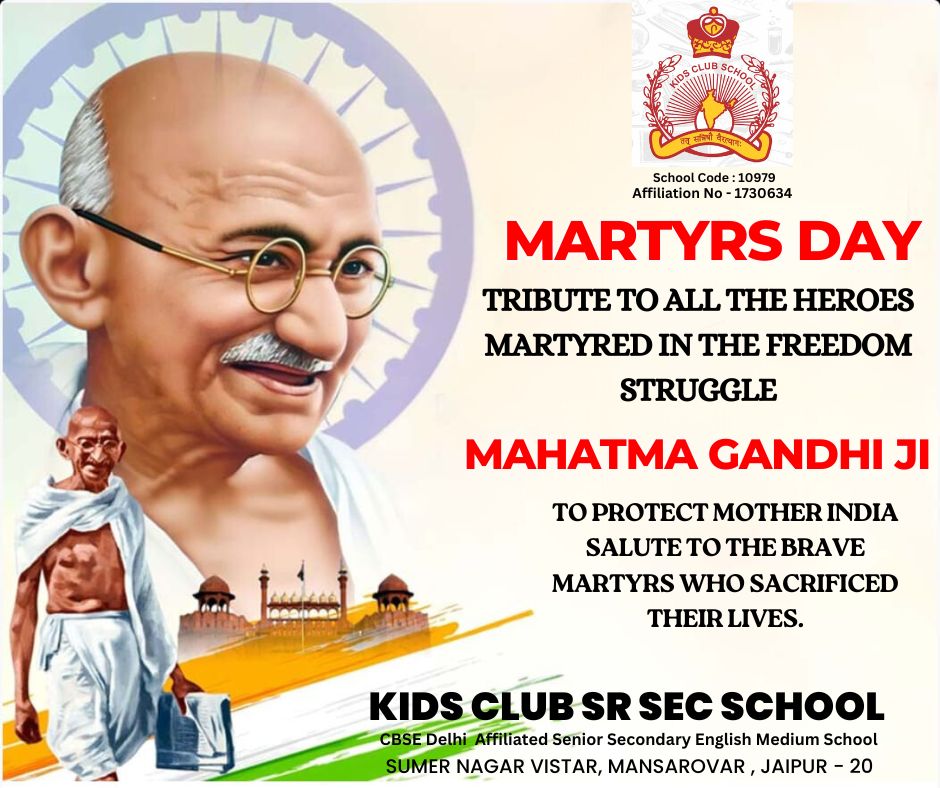 KIDS CLUB SCHOOL
School Code : 10979
Affiliation No - 1730634
MARTYRS DAY
TRIBUTE TO ALL THE HEROES
MARTYRED IN THE FREEDOM
STRUGGLE
MAHATMA GANDHI JI
TO PROTECT MOTHER INDIA
SALUTE TO THE BRAVE
MARTYRS WHO SACRIFICED
THEIR LIVES.
KIDS CLUB SR SEC SCHOOL
CBSE Delhi Affiliated Senior Secondary English Medium School
SUMER NAGAR VISTAR, MANSAROVAR , JAIPUR - 20